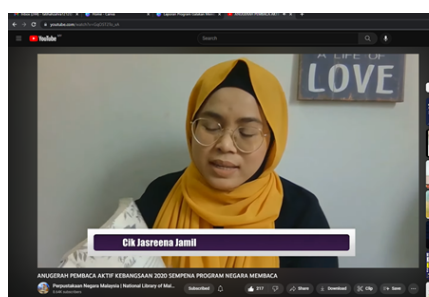 YouTube
Search
A LIFE OF
LOVE
Cik Jasreena Jamil
ANUGERAH PEMBACA AKTIF KEBANGSAAN 2020 SEMPENA PROGRAM NEGARA MEMBACA
Perpustakaan Negara Malaysia | National Library of Mal...
Subscribed
217
Share
Download
Clip
Save